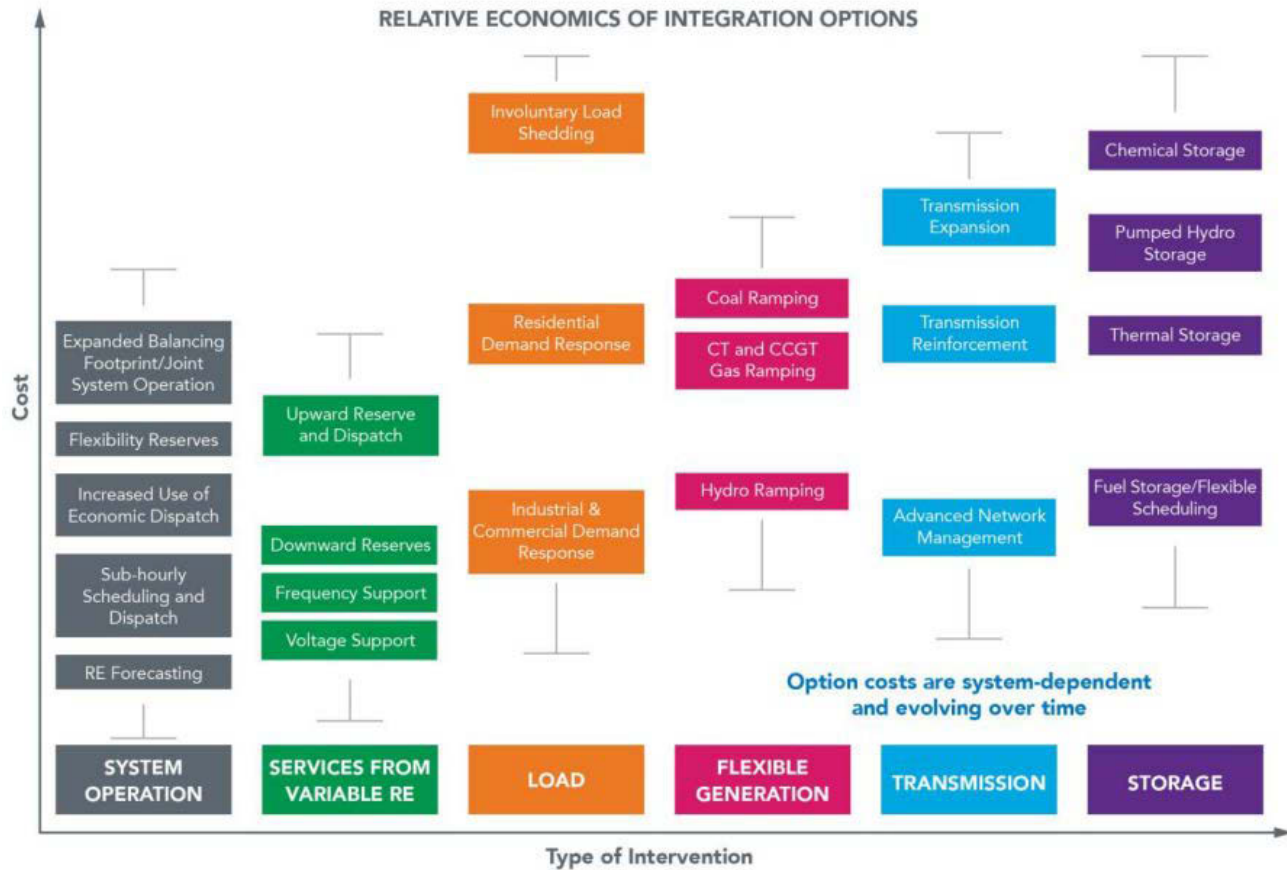 RELATIVE ECONOMICS OF INTEGRATION OPTIONS
Cost
Expanded Balancing
Footprint/Joint
System Operation
Flexibility Reserves
Increased Use of
Economic Dispatch
Sub-hourly
Scheduling and
Dispatch
RE Forecasting
SYSTEM
OPERATION
Upward Reserve
and Dispatch
Downward Reserves
Frequency Support
Voltage Support
SERVICES FROM
VARIABLE RE
Involuntary Load
Shedding
Residential
Demand Response
Industrial &
Commercial Demand
Response
LOAD
Coal Ramping
CT and CCGT
Gas Ramping
Hydro Ramping
FLEXIBLE
GENERATION
Transmission
Expansion
Transmission
Reinforcement
Advanced Network
Management
TRANSMISSION
Chemical Storage
Pumped Hydro
Storage
Thermal Storage
Fuel Storage/Flexible
Scheduling
STORAGE
Option costs are system-dependent
and evolving over time
Type of Intervention